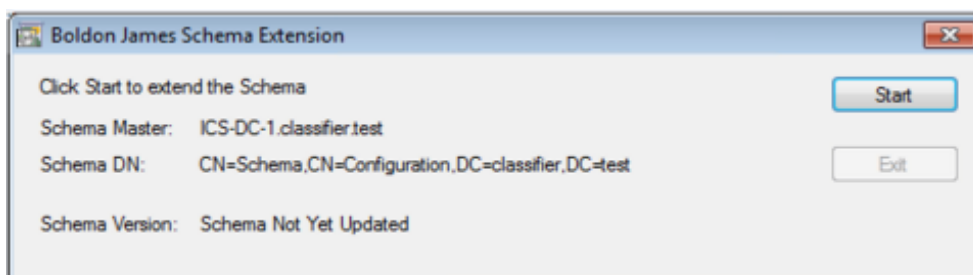 Boldon James Schema Extension
Click Start to extend the Schema
Start
Schema Master: ICS-DC-1.classifier.test
Schema DN: CN=Schema,CN=Configuration,DC=classifier,DC=test
Exit
Schema Version: Schema Not Yet Updated